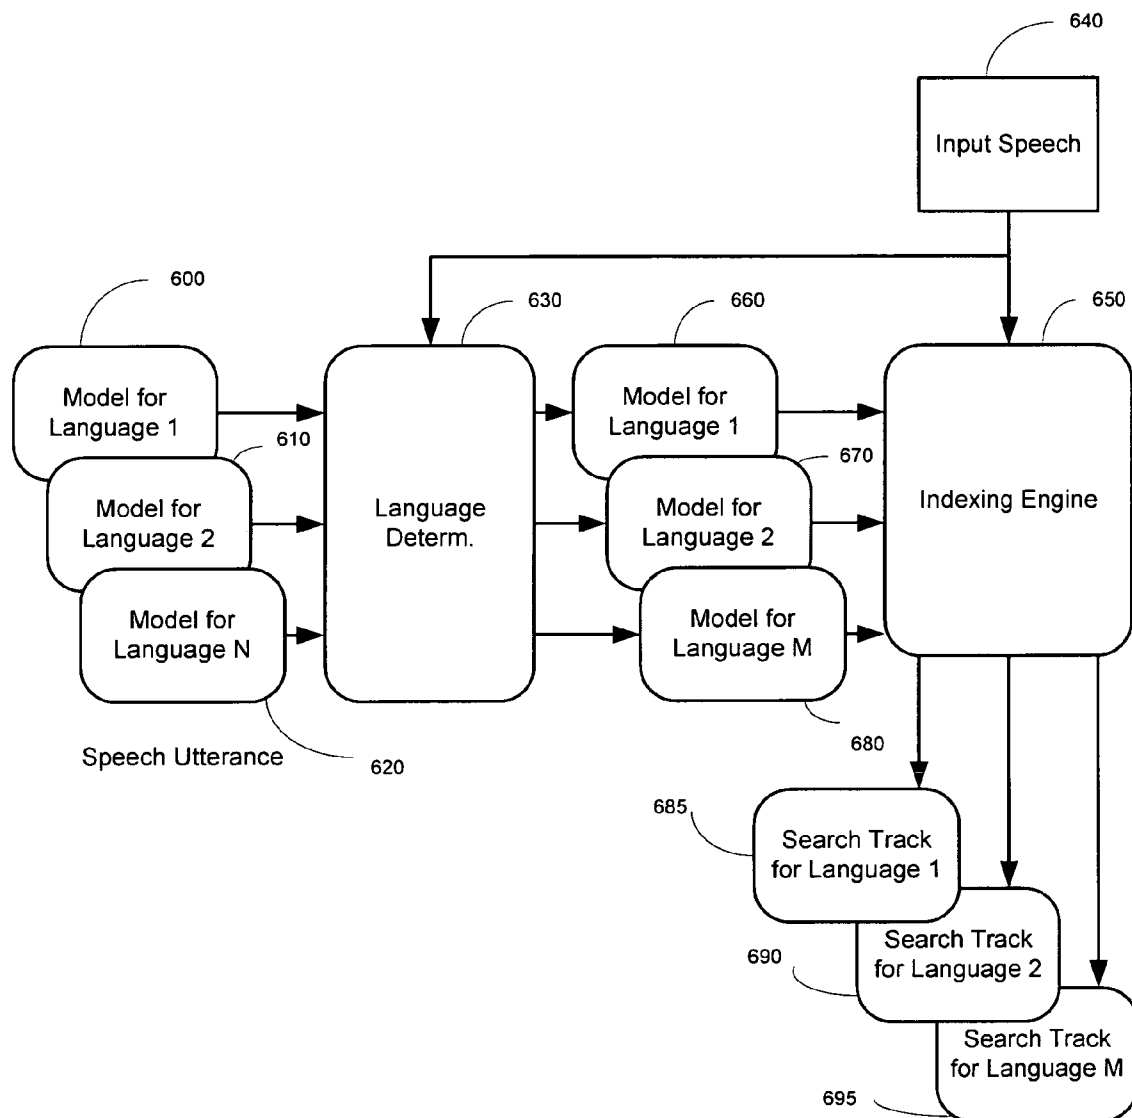 640
Input Speech
600
630
660
650
Model for
Language 1
610
Model for
Language 2
Model for
Language N
620
Speech Utterance
Language
Determ.
Model for
Language 1
670
Model for
Language 2
Model for
Language M
680
Indexing Engine
685
Search Track
for Language 1
690
Search Track
for Language 2
695
Search Track
for Language M